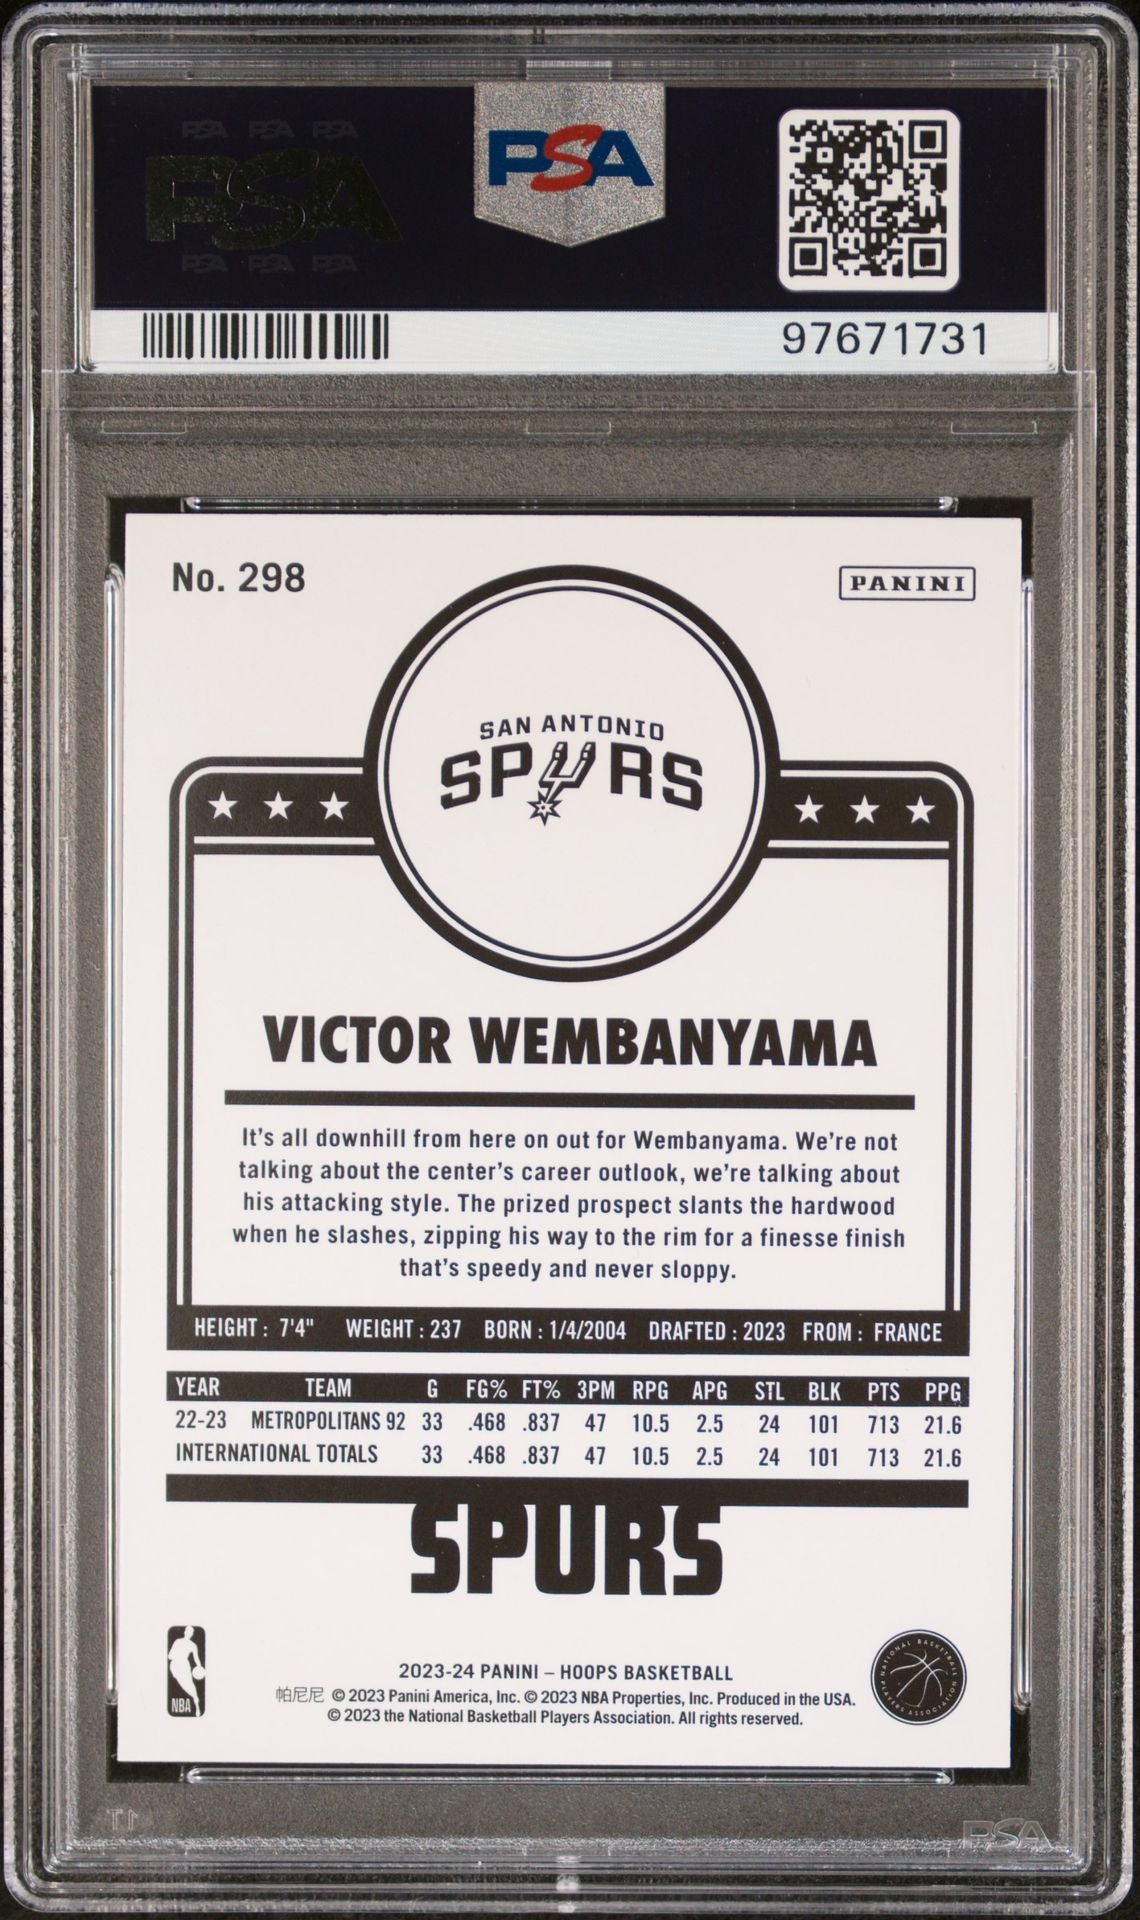 PSA PSA PSA
PSA
PSA PSA PSA
PSA
97671731
No. 298
PANINI
SAN ANTONIO
SPURS
VICTOR WEMBANYAMA
It's all downhill from here on out for Wembanyama. We're not
talking about the center's career outlook, we're talking about
his attacking style. The prized prospect slants the hardwood
when he slashes, zipping his way to the rim for a finesse finish
that's speedy and never sloppy.
HEIGHT : 7'4" WEIGHT : 237 BORN : 1/4/2004 DRAFTED : 2023 FROM : FRANCE
YEAR TEAM G FG% FT% 3PM RPG APG STL BLK PTS PPG
22-23 METROPOLITANS 92 33 .468 .837 47 10.5 2.5 24 101 713 21.6
INTERNATIONAL TOTALS 33 .468 .837 47 10.5 2.5 24 101 713 21.6
SPURS
NBA
NATIONAL BASKETBALL
PLAYERS ASSOCIATION
2023-24 PANINI – HOOPS BASKETBALL
帕尼尼 © 2023 Panini America, Inc. © 2023 NBA Properties, Inc. Produced in the USA.
© 2023 the National Basketball Players Association. All rights reserved.
PSA